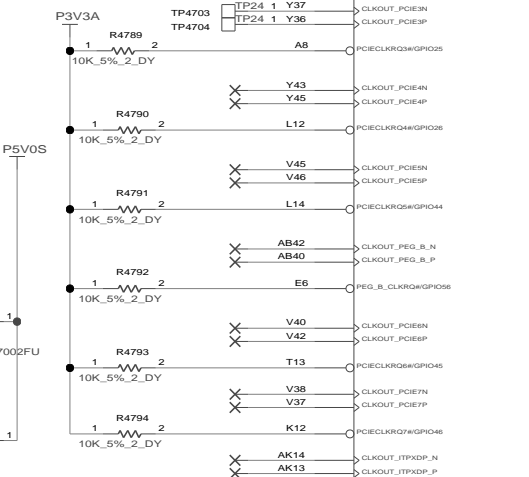 P3V3A
TP4703 TP24 1 Y37 CLKOUT_PCIE3N
TP4704 TP24 1 Y36 CLKOUT_PCIE3P
R4789
1 2 A8 PCIECLKRQ3#/GPIO25
10K_5%_2_DY
Y43 CLKOUT_PCIE4N
Y45 CLKOUT_PCIE4P
R4790
1 2 L12 PCIECLKRQ4#/GPIO26
10K_5%_2_DY
P5V0S
V45 CLKOUT_PCIE5N
V46 CLKOUT_PCIE5P
R4791
1 2 L14 PCIECLKRQ5#/GPIO44
10K_5%_2_DY
AB42 CLKOUT_PEG_B_N
AB40 CLKOUT_PEG_B_P
R4792
1 2 E6 PEG_B_CLKRQ#/GPIO56
10K_5%_2_DY
1
V40 CLKOUT_PCIE6N
V42 CLKOUT_PCIE6P
7002FU
R4793
1 2 T13 PCIECLKRQ6#/GPIO45
10K_5%_2_DY
V38 CLKOUT_PCIE7N
V37 CLKOUT_PCIE7P
R4794
1 1 2 K12 PCIECLKRQ7#/GPIO46
10K_5%_2_DY
AK14 CLKOUT_ITPXDP_N
AK13 CLKOUT_ITPXDP_P